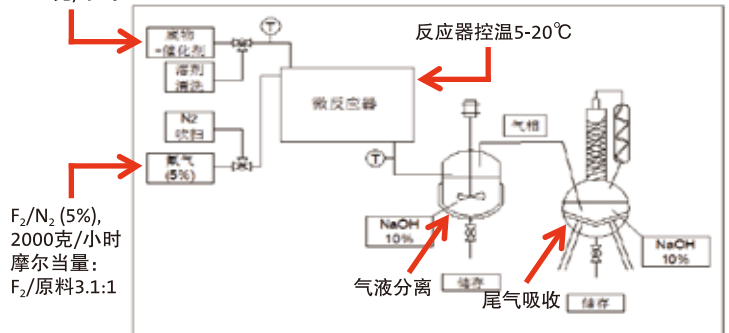 底物
+催化剂
溶剂
清洗
N2
吹扫
氟气
(5%)
T
微反应器
反应器控温5-20℃
T
气相
NaOH
10%
NaOH
10%
气液分离
储存
尾气吸收
储存
F₂/N₂ (5%),
2000克/小时
摩尔当量：
F₂/原料3.1:1